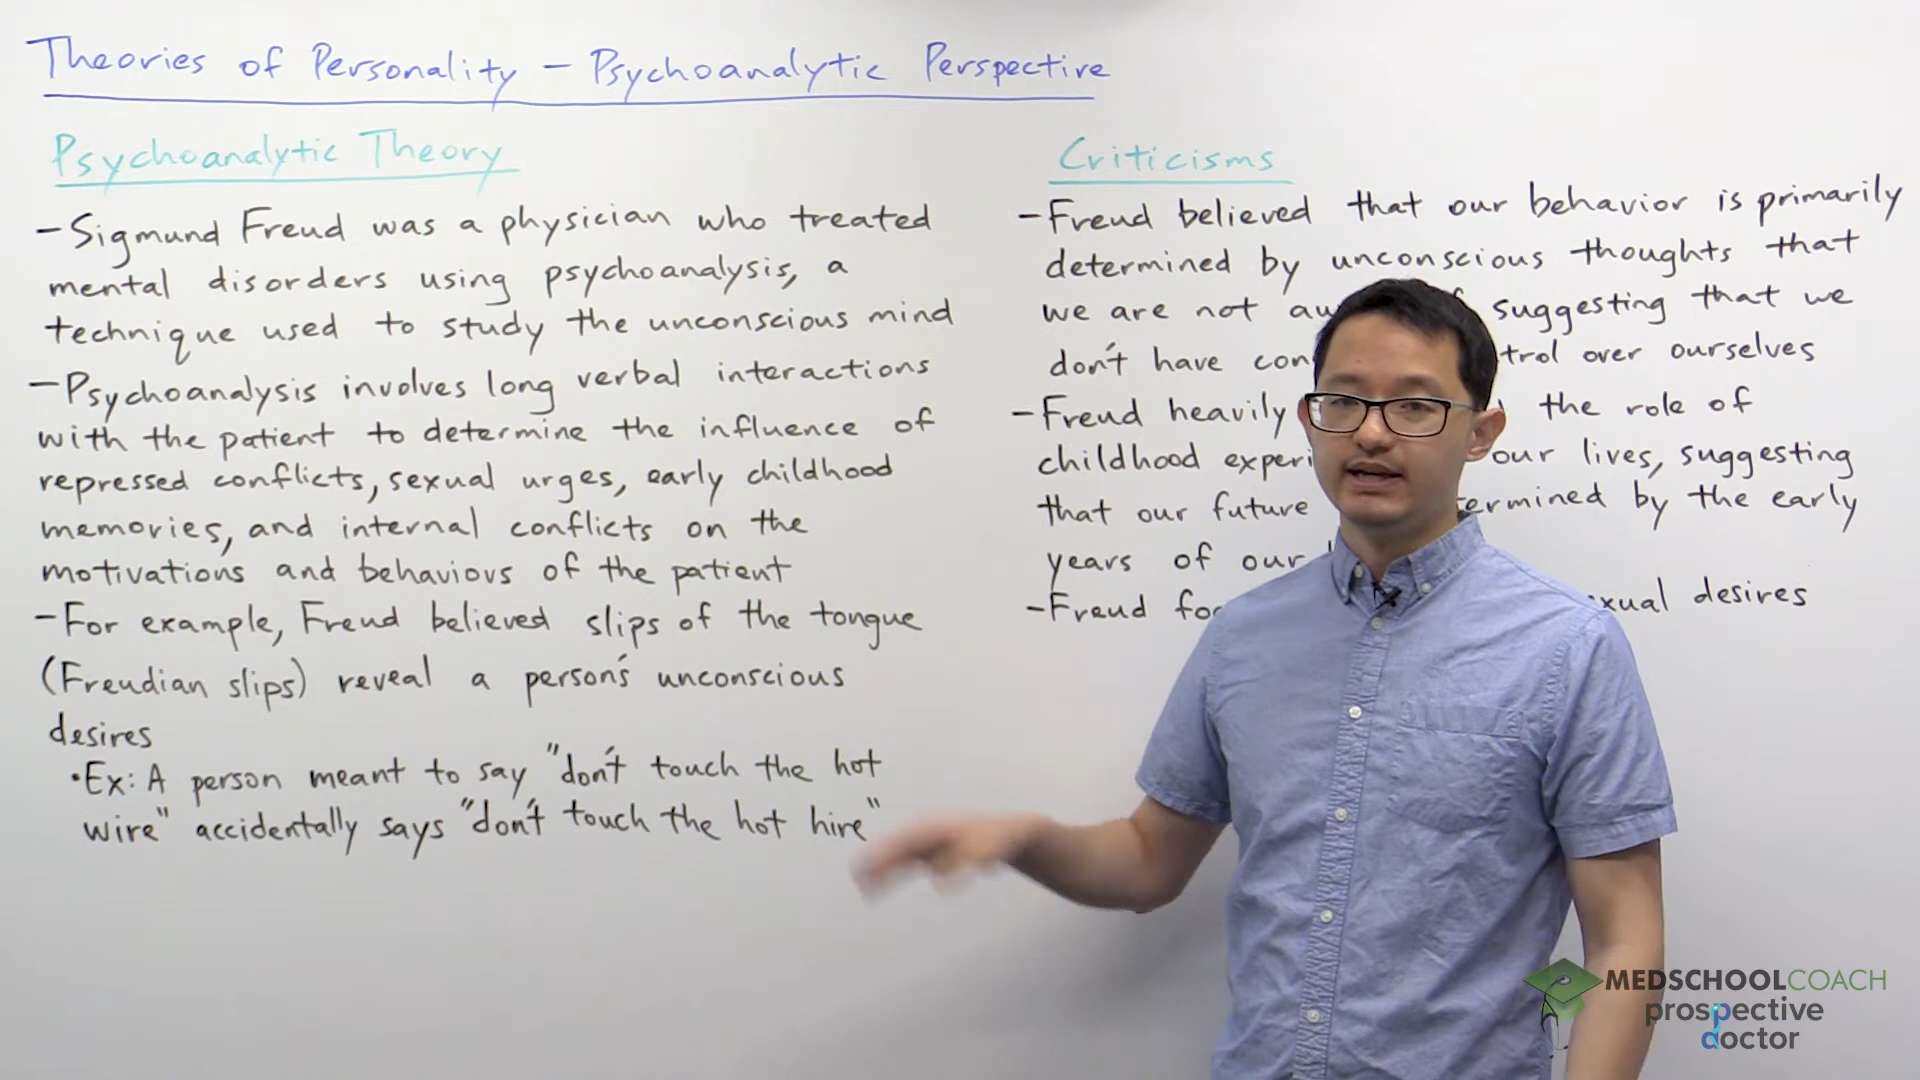 Theories of Personality - Psychoanalytic Perspective
Psychoanalytic Theory
- Sigmund Freud was a physician who treated
mental disorders using psychoanalysis, a
technique used to study the unconscious mind
- Psychoanalysis involves long verbal interactions
with the patient to determine the influence of
repressed conflicts, sexual urges, early childhood
memories, and internal conflicts on the
motivations and behaviors of the patient
- For example, Freud believed slips of the tongue
(Freudian slips) reveal a person's unconscious
desires
• Ex: A person meant to say "don't touch the hot
wire" accidentally says "don't touch the hot hire"
Criticisms
- Freud believed that our behavior is primarily
determined by unconscious thoughts that
we are not suggesting that we
don't have over ourselves
- Freud heavily the role of
childhood our lives, suggesting
that our future by the early
years of our
- Freud desires
MEDSCHOOLCOACH
prospective
doctor